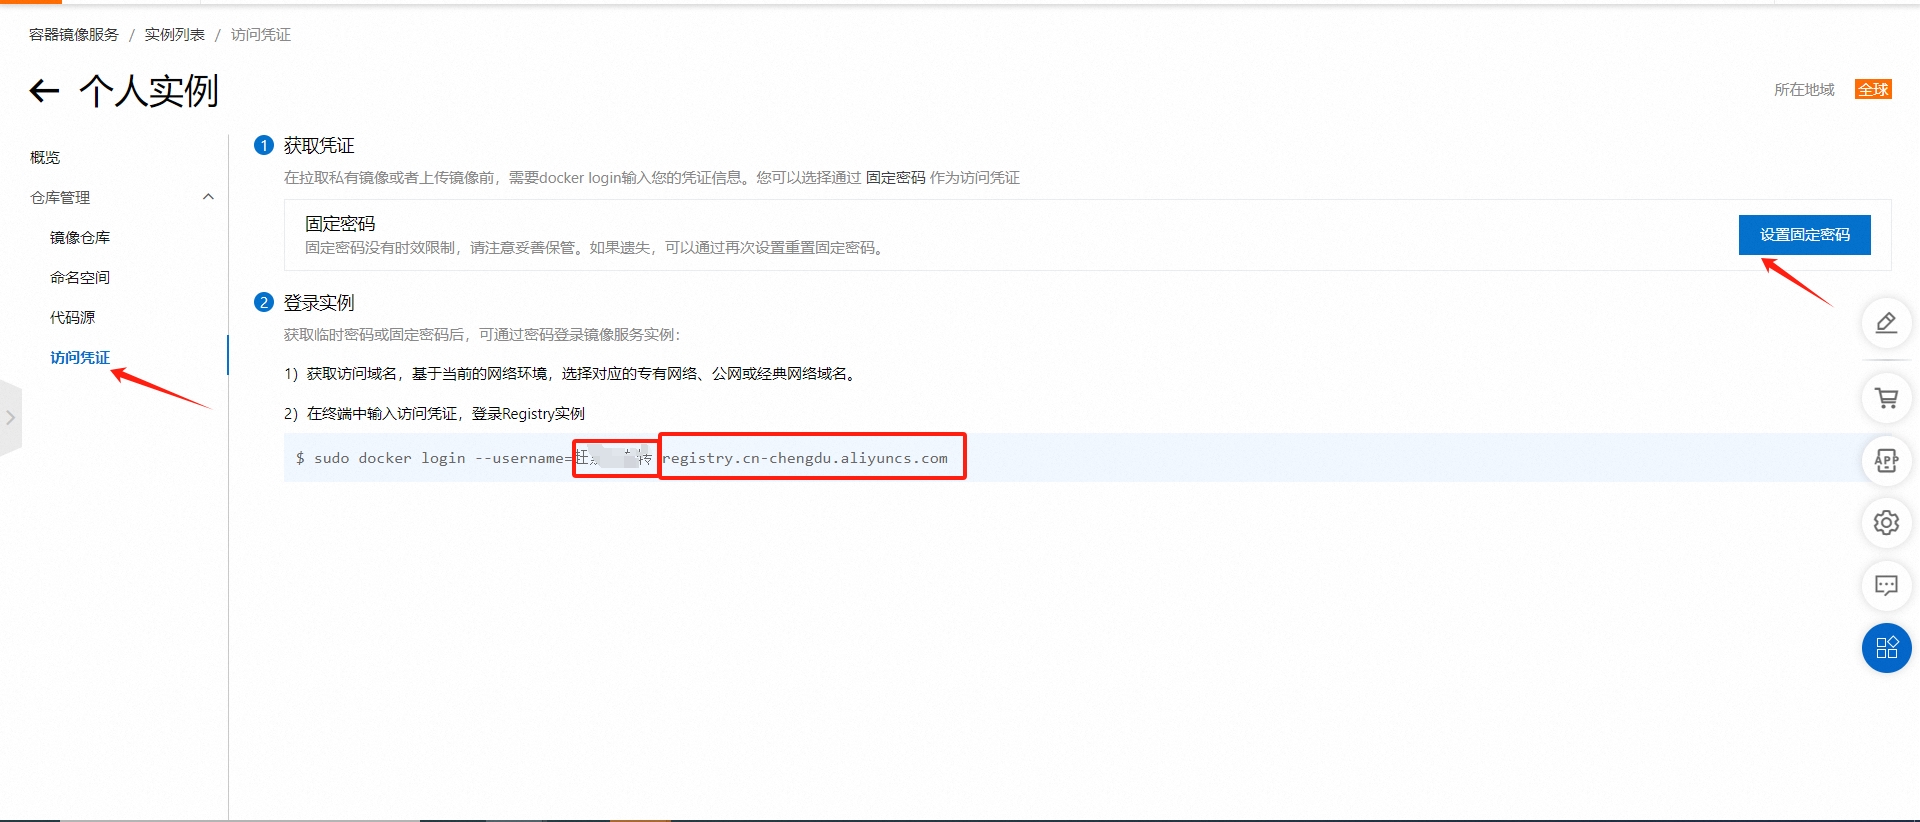 容器镜像服务 / 实例列表 / 访问凭证
个人实例
所在地域 全球
概览
仓库管理
镜像仓库
命名空间
代码源
访问凭证
1 获取凭证
在拉取私有镜像或者上传镜像前，需要docker login输入您的凭证信息。您可以选择通过 固定密码 作为访问凭证
固定密码
固定密码没有时效限制，请注意妥善保管。如果遗失，可以通过再次设置重置固定密码。
设置固定密码
2 登录实例
获取临时密码或固定密码后，可通过密码登录镜像服务实例：
1）获取访问域名，基于当前的网络环境，选择对应的专有网络、公网或经典网络域名。
2）在终端中输入访问凭证，登录Registry实例
$ sudo docker login --username= registry.cn-chengdu.aliyuncs.com
APP